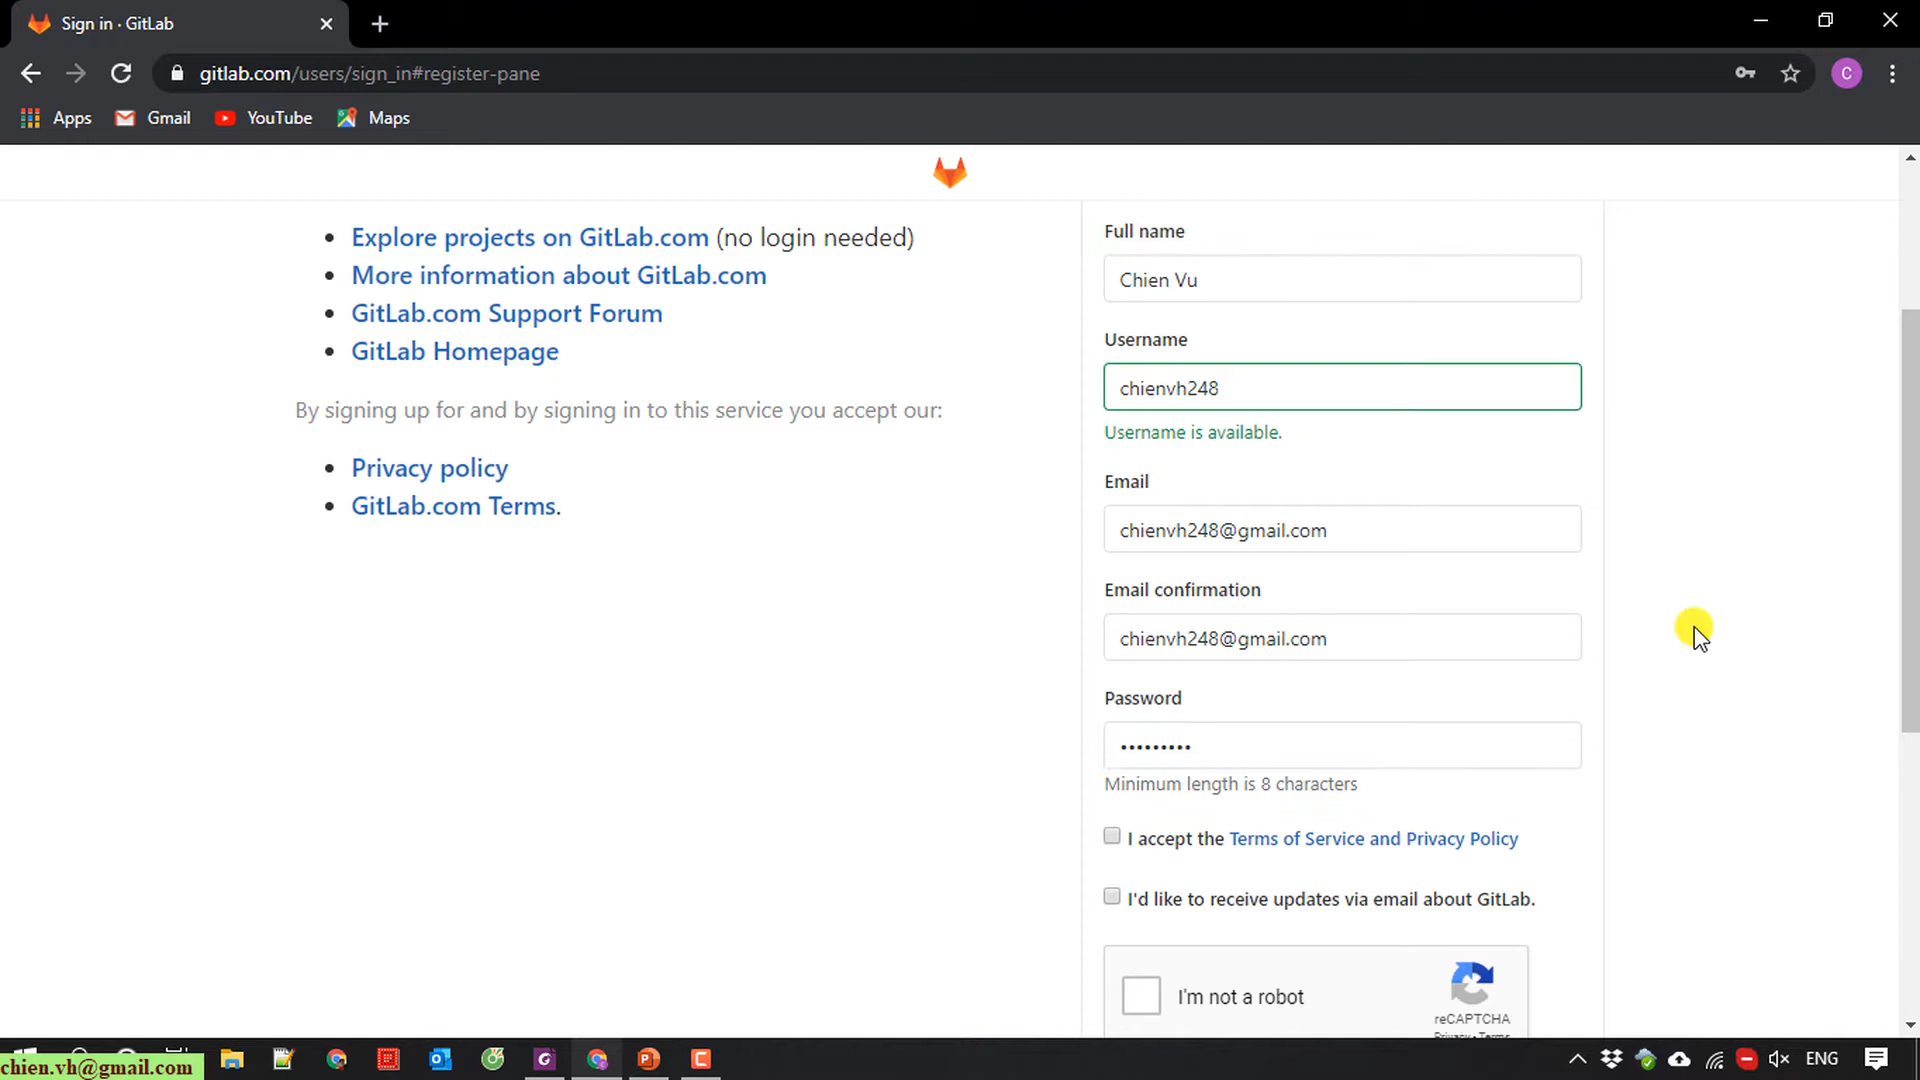 Sign in · GitLab
gitlab.com/users/sign_in#register-pane
C
Apps
Gmail
YouTube
Maps
Explore projects on GitLab.com (no login needed)
More information about GitLab.com
GitLab.com Support Forum
GitLab Homepage
By signing up for and by signing in to this service you accept our:
Privacy policy
GitLab.com Terms.
Full name
Chien Vu
Username
chienvh248
Username is available.
Email
chienvh248@gmail.com
Email confirmation
chienvh248@gmail.com
Password
•••••••••
Minimum length is 8 characters
I accept the Terms of Service and Privacy Policy
I'd like to receive updates via email about GitLab.
I'm not a robot
reCAPTCHA
Privacy - Terms
chien.vh@gmail.com
ENG